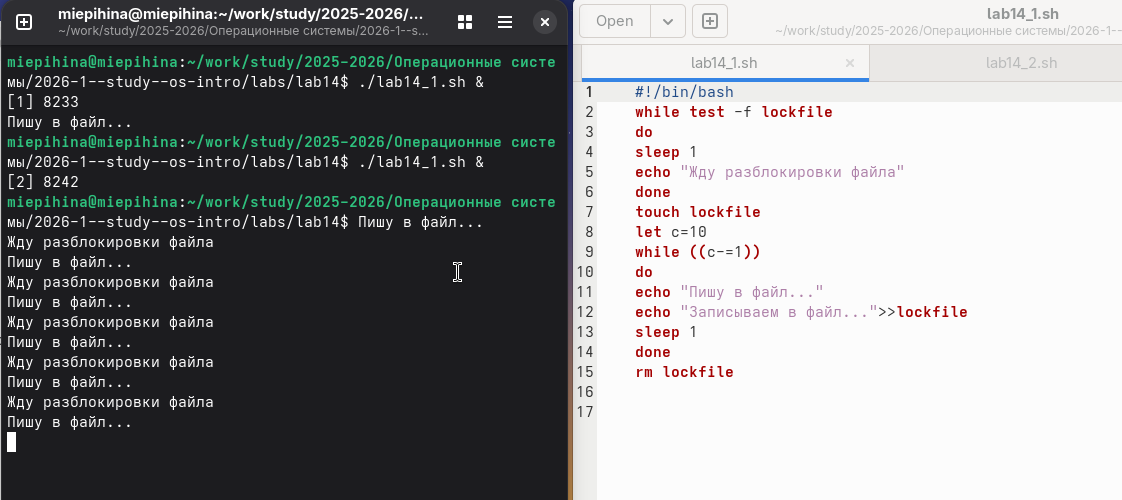 miepihina@miepihina:~/work/study/2025-2026/...
~/work/study/2025-2026/Операционные системы/2026-1--s...
miepihina@miepihina:~/work/study/2025-2026/Операционные систе
мы/2026-1--study--os-intro/labs/lab14$ ./lab14_1.sh &
[1] 8233
Пишу в файл...
miepihina@miepihina:~/work/study/2025-2026/Операционные систе
мы/2026-1--study--os-intro/labs/lab14$ ./lab14_1.sh &
[2] 8242
miepihina@miepihina:~/work/study/2025-2026/Операционные систе
мы/2026-1--study--os-intro/labs/lab14$ Пишу в файл...
Жду разблокировки файла
Пишу в файл...
Жду разблокировки файла
Пишу в файл...
Жду разблокировки файла
Пишу в файл...
Жду разблокировки файла
Пишу в файл...
Жду разблокировки файла
Пишу в файл...
Open
lab14_1.sh
~/work/study/2025-2026/Операционные системы/2026-1--
lab14_1.sh
lab14_2.sh
1 #!/bin/bash
2 while test -f lockfile
3 do
4 sleep 1
5 echo "Жду разблокировки файла"
6 done
7 touch lockfile
8 let c=10
9 while ((c-=1))
10 do
11 echo "Пишу в файл..."
12 echo "Записываем в файл...">>lockfile
13 sleep 1
14 done
15 rm lockfile
16
17